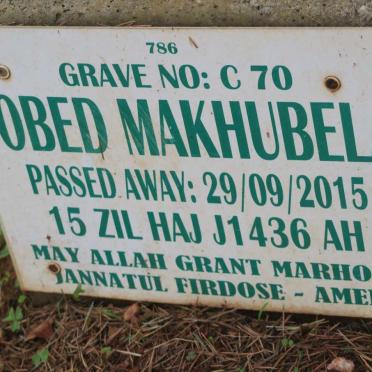 786
GRAVE NO: C 70
OBED MAKHUBEL
PASSED AWAY: 29/09/2015
15 ZIL HAJ J1436 AH
MAY ALLAH GRANT MARHO
JANNATUL FIRDOSE - AME